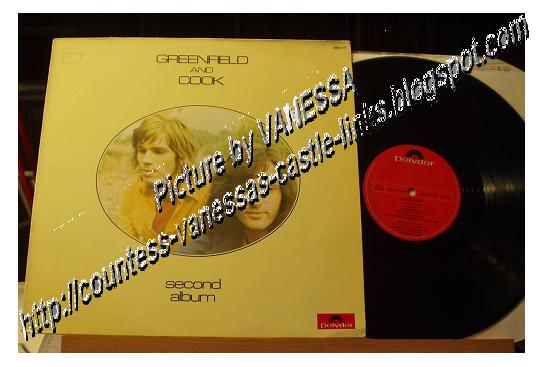 GREENFIELD
AND
COOK
Picture by VANESSA
http://countess-vanessas-castle-links.blogspot.com
second
album
polydor
polydor